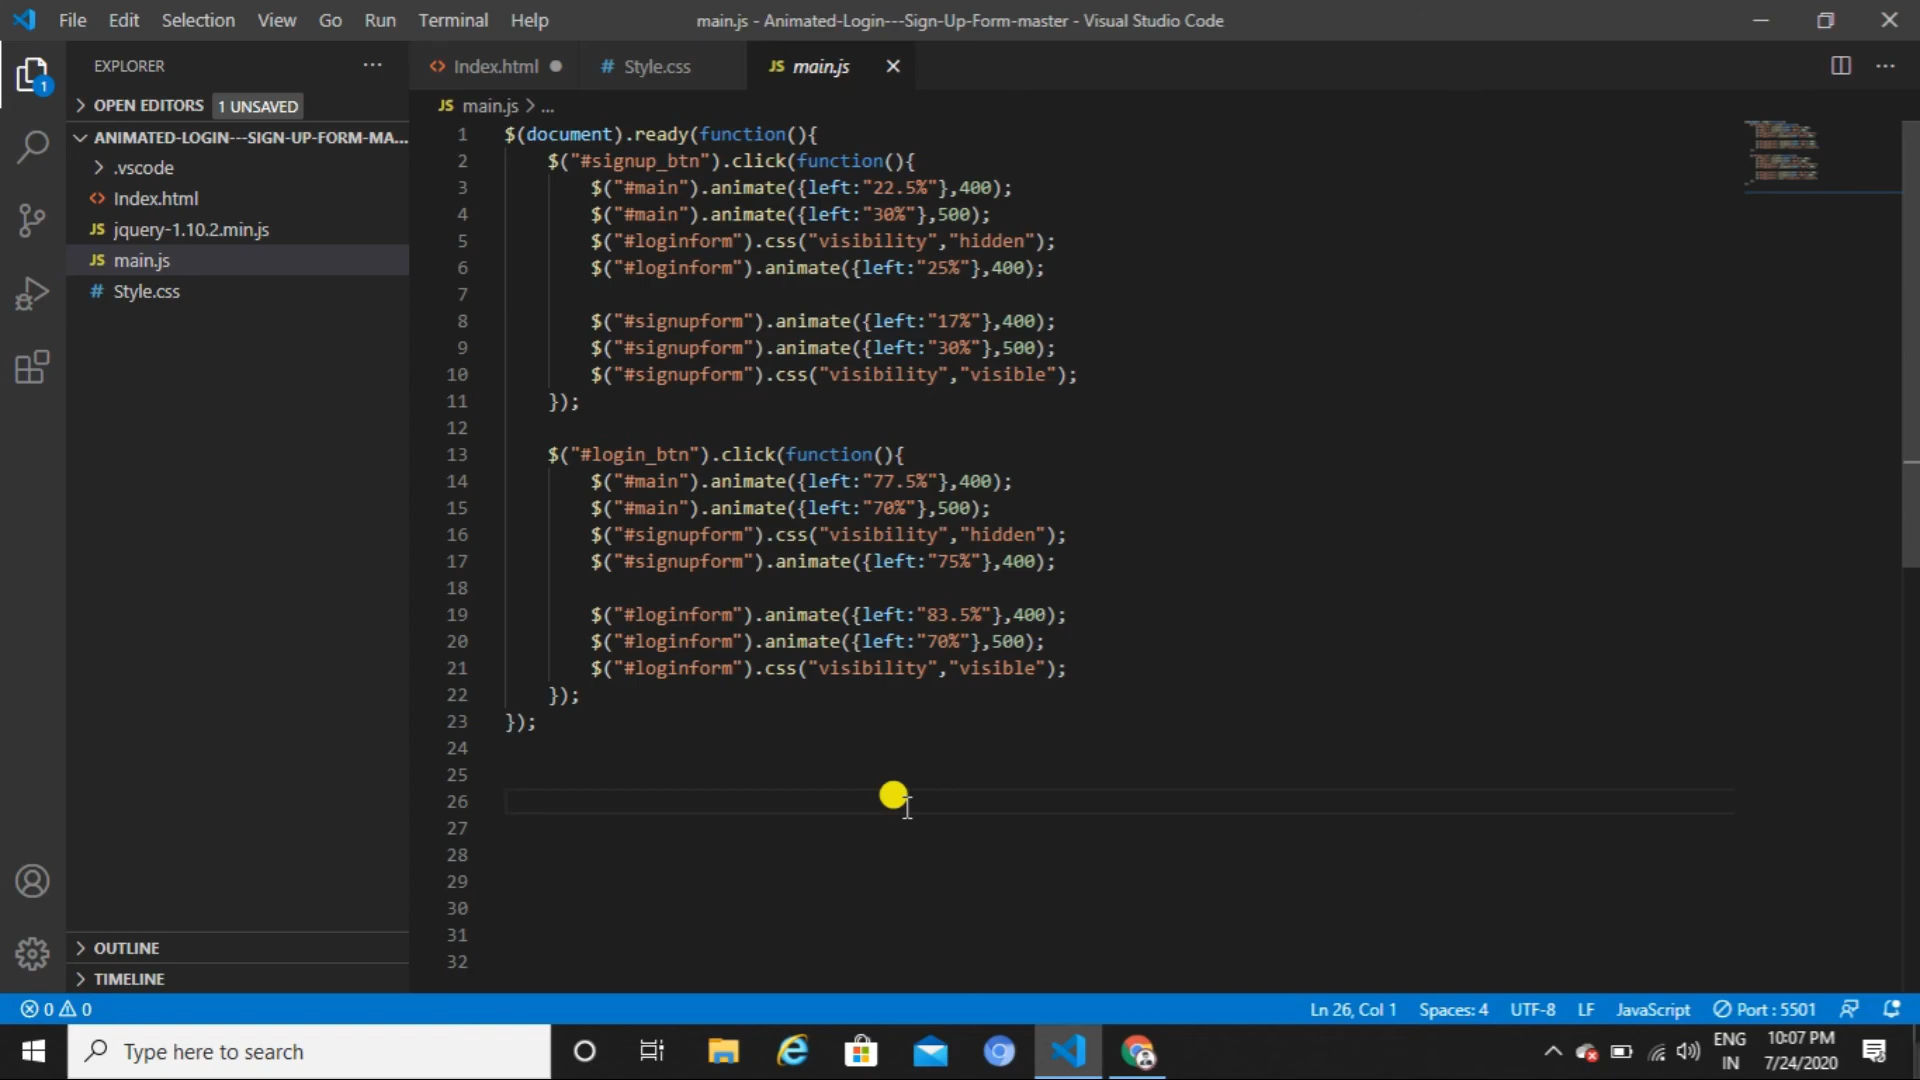 File Edit Selection View Go Run Terminal Help main.js - Animated-Login---Sign-Up-Form-master - Visual Studio Code
EXPLORER
OPEN EDITORS 1 UNSAVED
ANIMATED-LOGIN---SIGN-UP-FORM-MA...
.vscode
Index.html
JS jquery-1.10.2.min.js
JS main.js
# Style.css
OUTLINE
TIMELINE
1
<> Index.html # Style.css JS main.js
JS main.js > ...
1 $(document).ready(function(){
2 $("#signup_btn").click(function(){
3 $("#main").animate({left:"22.5%"},400);
4 $("#main").animate({left:"30%"},500);
5 $("#loginform").css("visibility","hidden");
6 $("#loginform").animate({left:"25%"},400);
7
8 $("#signupform").animate({left:"17%"},400);
9 $("#signupform").animate({left:"30%"},500);
10 $("#signupform").css("visibility","visible");
11 });
12
13 $("#login_btn").click(function(){
14 $("#main").animate({left:"77.5%"},400);
15 $("#main").animate({left:"70%"},500);
16 $("#signupform").css("visibility","hidden");
17 $("#signupform").animate({left:"75%"},400);
18
19 $("#loginform").animate({left:"83.5%"},400);
20 $("#loginform").animate({left:"70%"},500);
21 $("#loginform").css("visibility","visible");
22 });
23 });
24
25
26
27
28
29
30
31
32
0 0 Ln 26, Col 1 Spaces: 4 UTF-8 LF JavaScript Port : 5501
Type here to search
ENG
IN
10:07 PM
7/24/2020